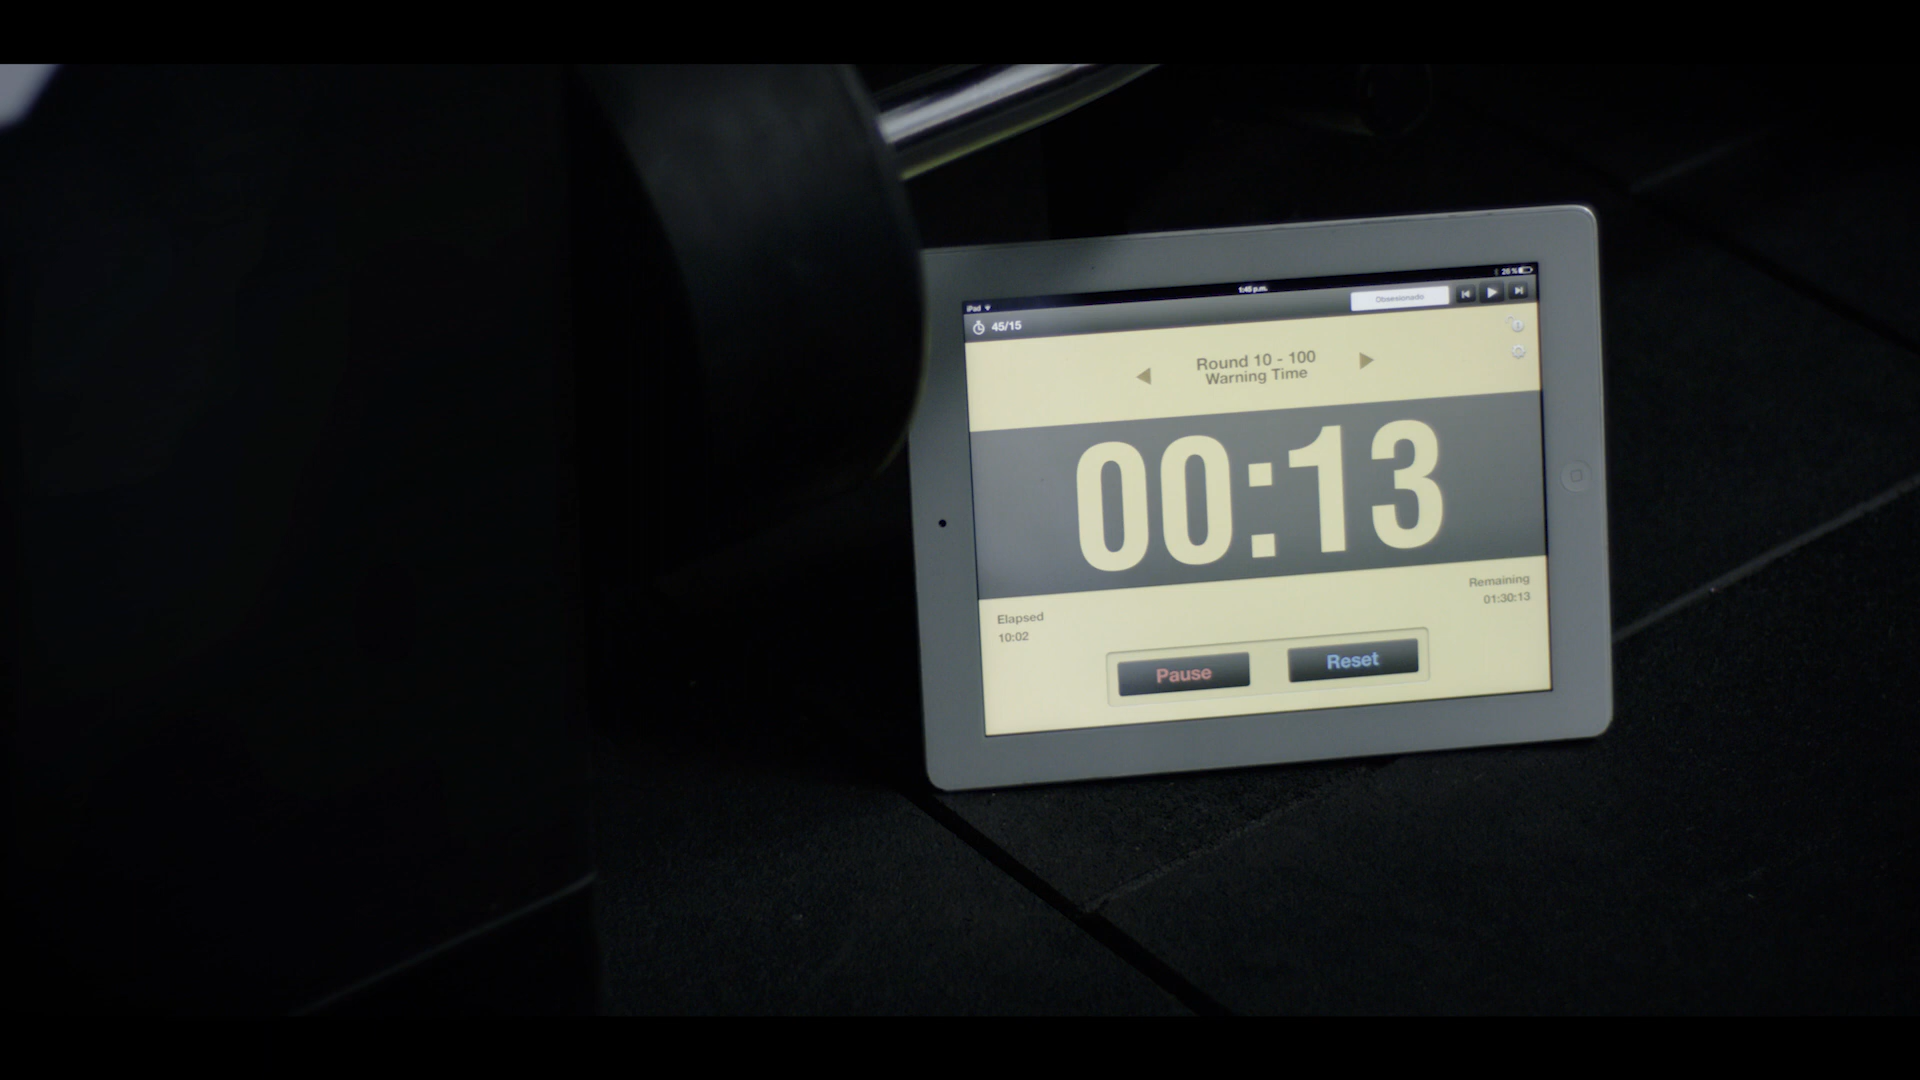 iPad
1:45 p.m.
26%
45/15
Obsesionado
Round 10 - 100
Warning Time
00:13
Elapsed
10:02
Remaining
01:30:13
Pause
Reset